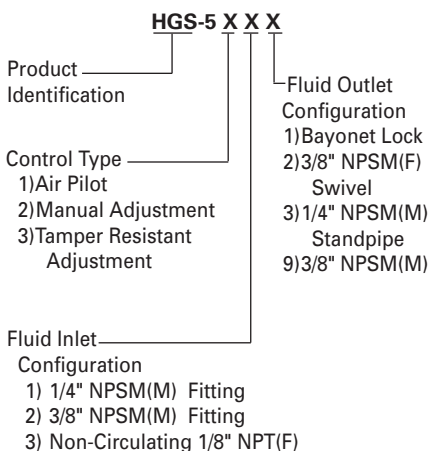 HGS-5 X X X
Product
Identification
Control Type
1)Air Pilot
2)Manual Adjustment
3)Tamper Resistant
Adjustment
Fluid Outlet
Configuration
1)Bayonet Lock
2)3/8" NPSM(F)
Swivel
3)1/4" NPSM(M)
Standpipe
9)3/8" NPSM(M)
Fluid Inlet
Configuration
1) 1/4" NPSM(M) Fitting
2) 3/8" NPSM(M) Fitting
3) Non-Circulating 1/8" NPT(F)